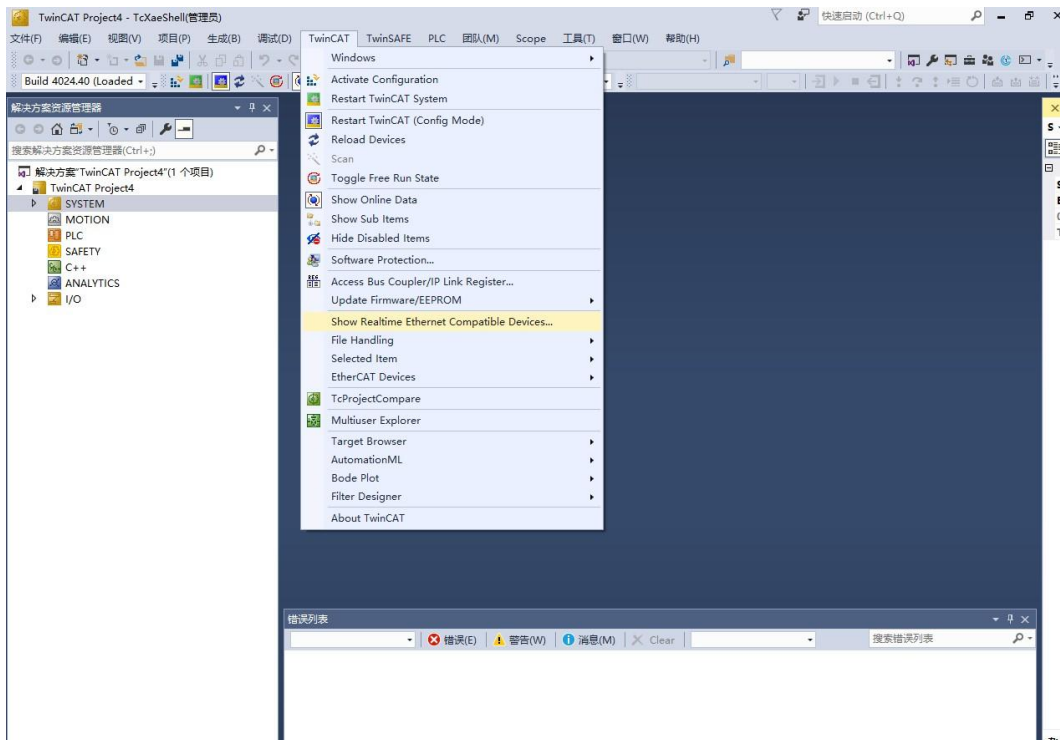 TwinCAT Project4 - TcXaeShell(管理员)
快速启动 (Ctrl+Q)
文件(F) 编辑(E) 视图(V) 项目(P) 生成(B) 调试(D) TwinCAT TwinSAFE PLC 团队(M) Scope 工具(T) 窗口(W) 帮助(H)
Build 4024.40 (Loaded
解决方案资源管理器
搜索解决方案资源管理器(Ctrl+;)
解决方案"TwinCAT Project4"(1 个项目)
TwinCAT Project4
SYSTEM
MOTION
PLC
SAFETY
C++
ANALYTICS
I/O
Windows
Activate Configuration
Restart TwinCAT System
Restart TwinCAT (Config Mode)
Reload Devices
Scan
Toggle Free Run State
Show Online Data
Show Sub Items
Hide Disabled Items
Software Protection...
Access Bus Coupler/IP Link Register...
Update Firmware/EEPROM
Show Realtime Ethernet Compatible Devices...
File Handling
Selected Item
EtherCAT Devices
TcProjectCompare
Multiuser Explorer
Target Browser
AutomationML
Bode Plot
Filter Designer
About TwinCAT
错误列表
错误(E) 警告(W) 消息(M) Clear 搜索错误列表